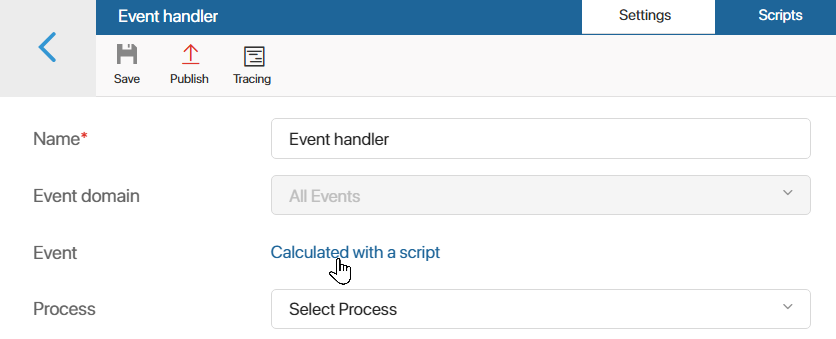 Event handler
Settings
Scripts
Save
Publish
Tracing
Name*
Event handler
Event domain
All Events
Event
Calculated with a script
Process
Select Process